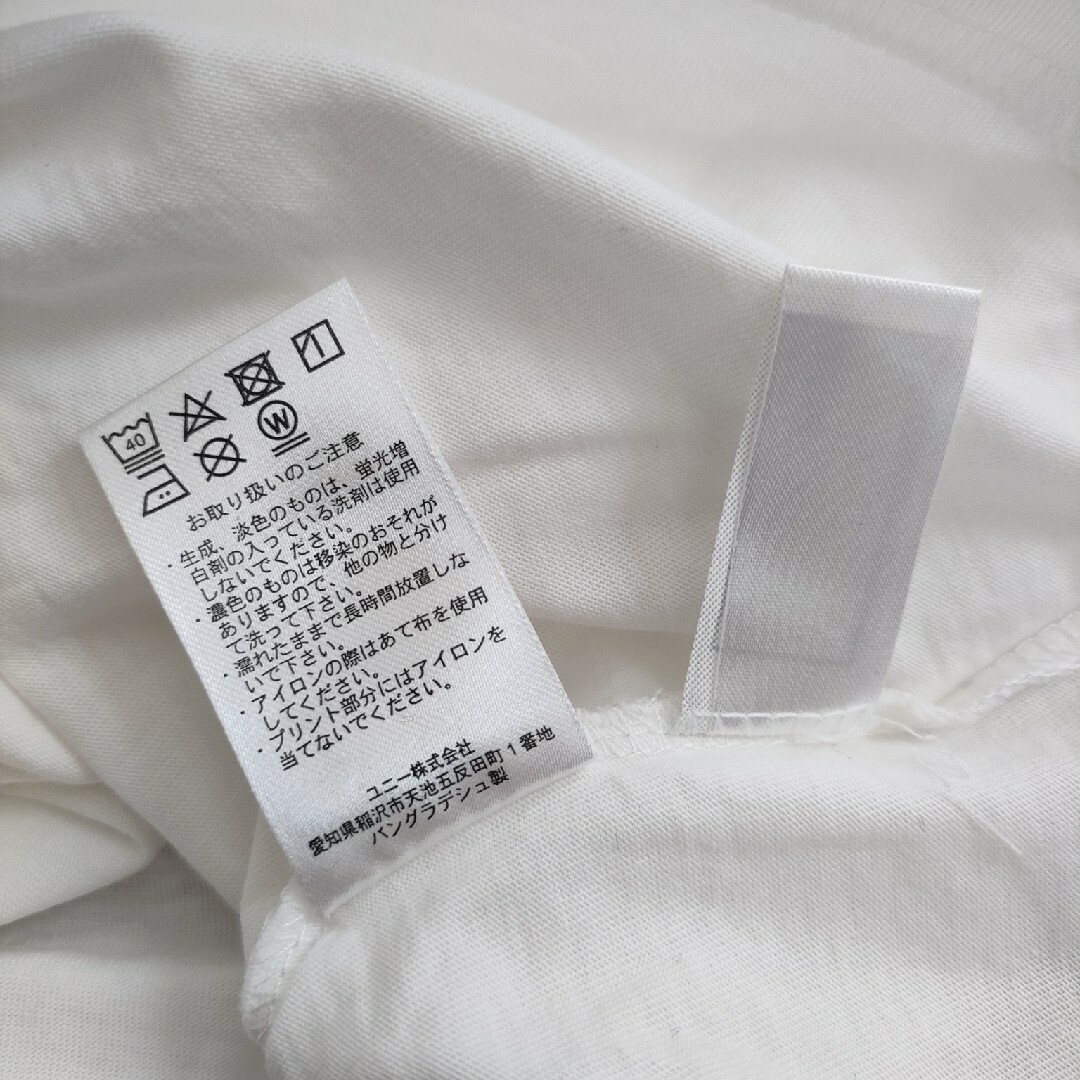 40
W
お取り扱いのご注意
・生成、淡色のものは、蛍光増
白剤の入っている洗剤は使用
しないでください。
・濃色のものは移染のおそれが
ありますので、他の物と分け
て洗って下さい。
・濡れたままで長時間放置しな
いで下さい。
・アイロンの際はあて布を使用
してください。
・プリント部分にはアイロンを
当てないでください。
ユニー株式会社
愛知県稲沢市天池五反田町1番地
バングラデシュ製